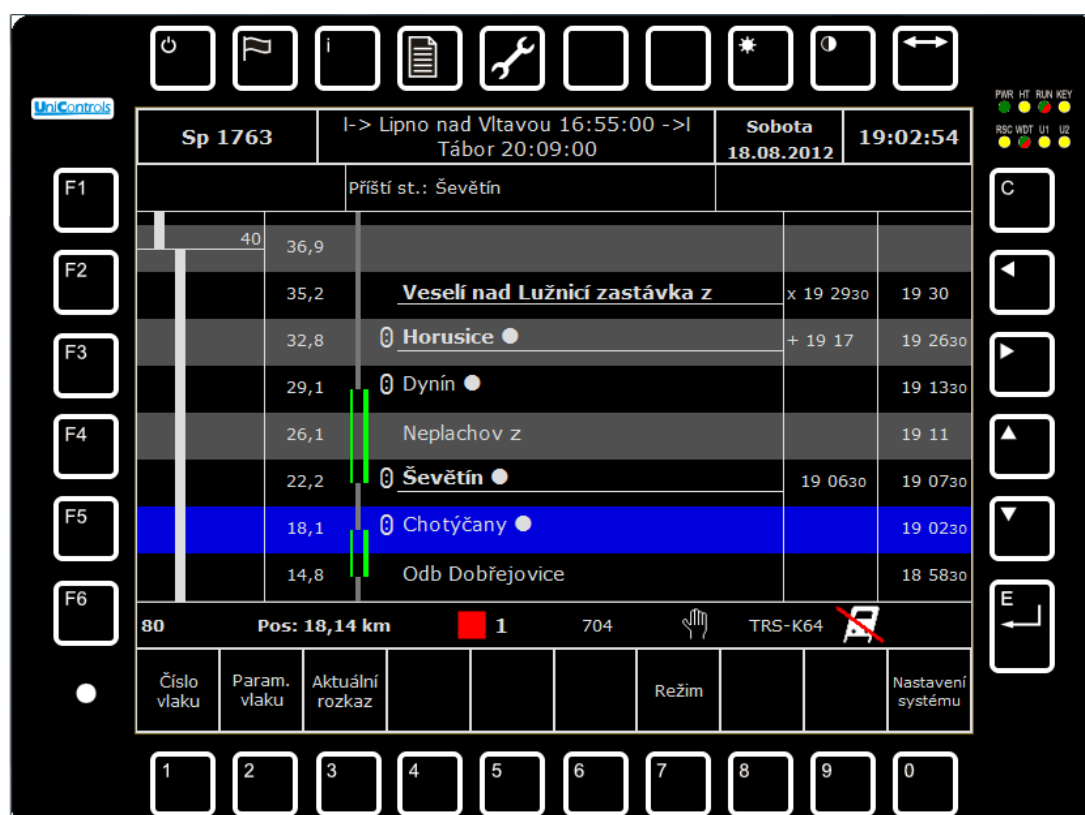 i
UniControls
PWR HT RUN KEY
RSC WDT U1 U2
Sp 1763
I-> Lipno nad Vltavou 16:55:00 ->I
Tábor 20:09:00
Sobota
18.08.2012
19:02:54
F1
C
Příští st.: Ševětín
40
36,9
F2
35,2 Veselí nad Lužnicí zastávka z x 19 2930 19 30
F3
32,8 Horusice + 19 17 19 2630
29,1 Dynín 19 1330
F4
26,1 Neplachov z 19 11
22,2 Ševětín 19 0630 19 0730
F5
18,1 Chotýčany 19 0230
14,8 Odb Dobřejovice 19 5830
F6
E
80 Pos: 18,14 km 1 704 TRS-K64
Číslo
vlaku
Param.
vlaku
Aktuální
rozkaz
Režim
Nastavení
systému
1 2 3 4 5 6 7 8 9 0